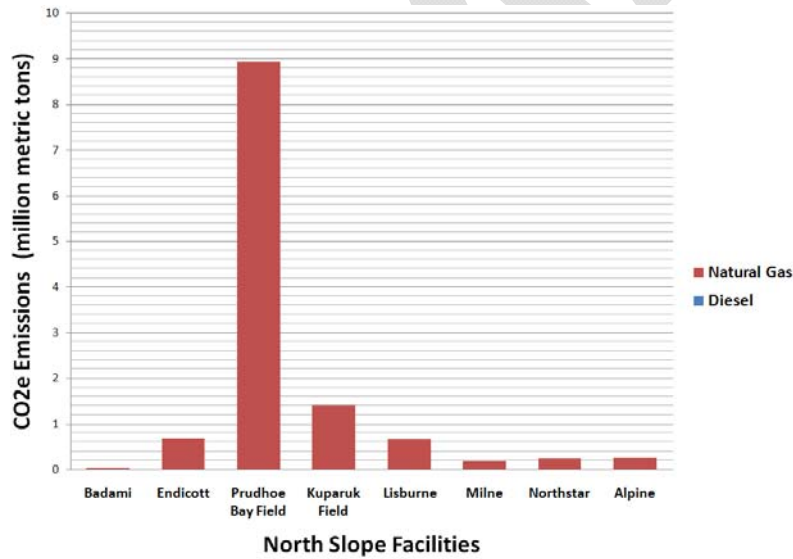 10
9
8
7
6
5
4
3
2
1
0
CO2e Emissions (million metric tons)
Badami
Endicott
Prudhoe
Bay Field
Kuparuk
Field
Lisburne
Milne
Northstar
Alpine
North Slope Facilities
Natural Gas
Diesel